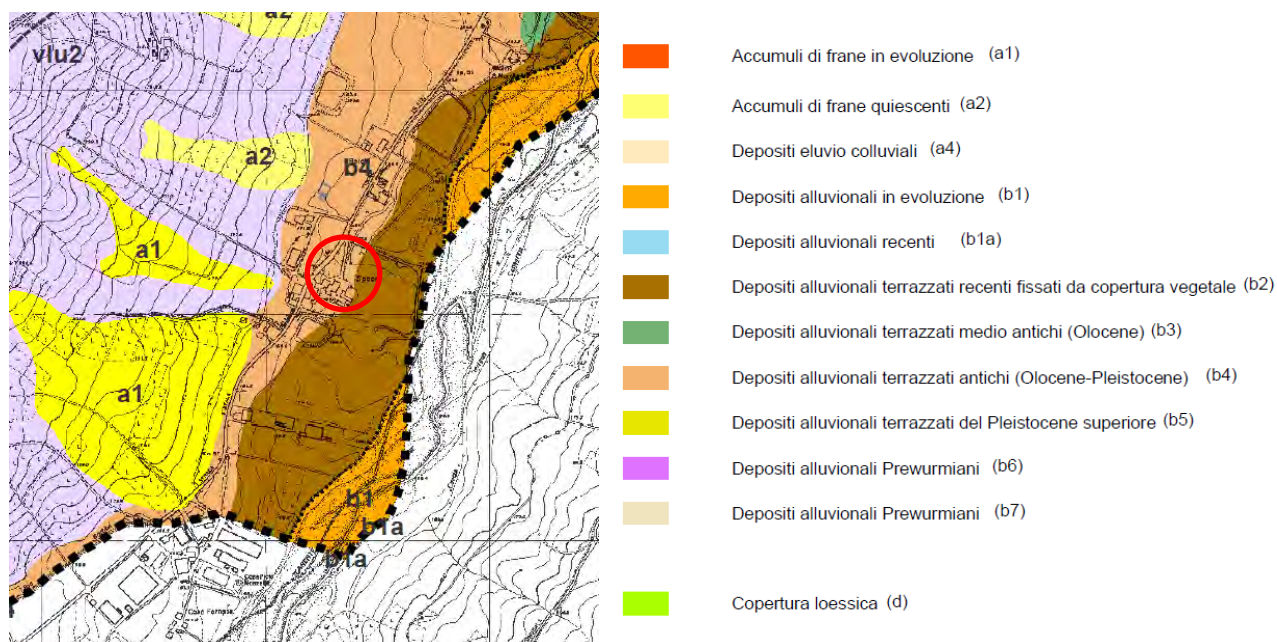 a2
vlu2
a2
b4
a1
a1
b1
b1a
b1a
Accumuli di frane in evoluzione (a1)
Accumuli di frane quiescenti (a2)
Depositi eluvio colluviali (a4)
Depositi alluvionali in evoluzione (b1)
Depositi alluvionali recenti (b1a)
Depositi alluvionali terrazzati recenti fissati da copertura vegetale (b2)
Depositi alluvionali terrazzati medio antichi (Olocene) (b3)
Depositi alluvionali terrazzati antichi (Olocene-Pleistocene) (b4)
Depositi alluvionali terrazzati del Pleistocene superiore (b5)
Depositi alluvionali Prewurmiani (b6)
Depositi alluvionali Prewurmiani (b7)
Copertura loessica (d)